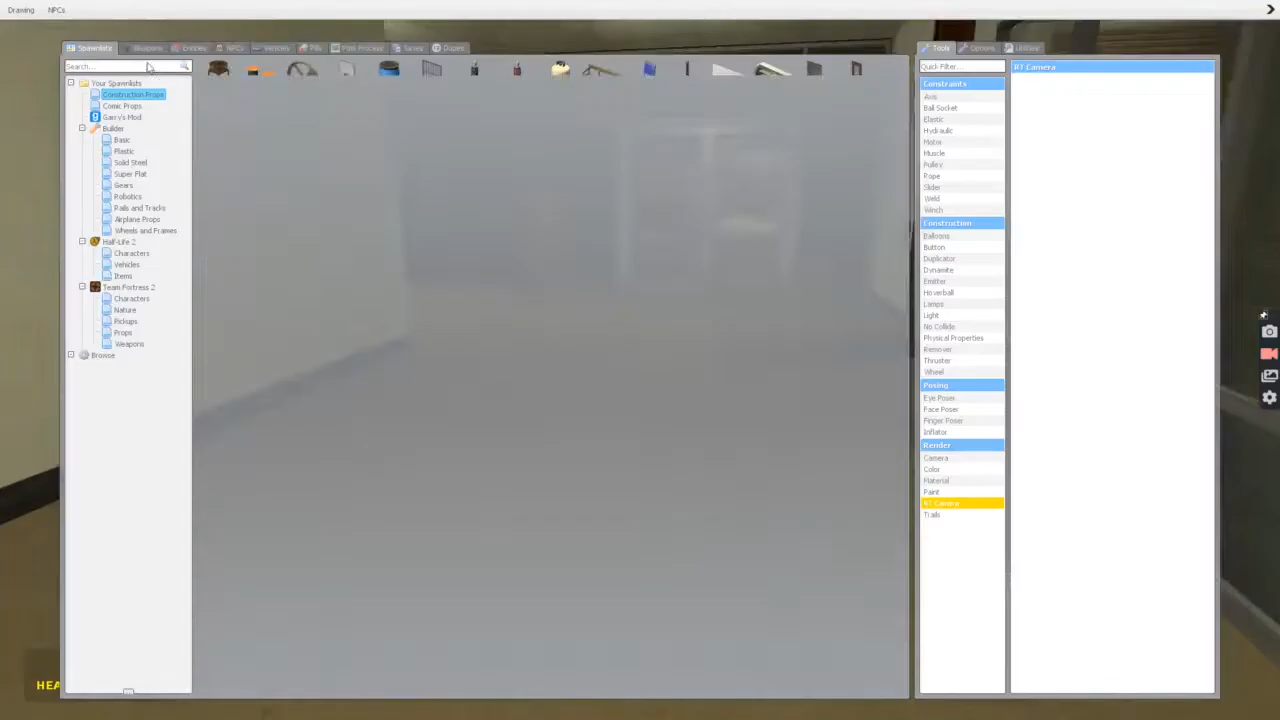 Drawing NPCs
Spawnlists Weapons Entities NPCs Vehicles Post Process Saves Dupes
Tools Options Utilities
Search...
Your Spawnlists
Construction Props
Comic Props
Garry's Mod
Builder
Basic
Plastic
Solid Steel
Super Flat
Gears
Robotics
Rails and Tracks
Airplane Props
Wheels and Frames
Half-Life 2
Characters
Vehicles
Items
Team Fortress 2
Characters
Nature
Pickups
Props
Weapons
Browse
HEA
Quick Filter...
Constraints
Axis
Ball Socket
Elastic
Hydraulic
Motor
Muscle
Pulley
Rope
Slider
Weld
Winch
Construction
Balloons
Button
Duplicator
Dynamite
Emitter
Hoverball
Lamps
Light
No Collide
Physical Properties
Remover
Thruster
Wheel
Posing
Eye Poser
Face Poser
Finger Poser
Inflator
Render
Camera
Color
Material
Paint
RT Camera
Trails
RT Camera